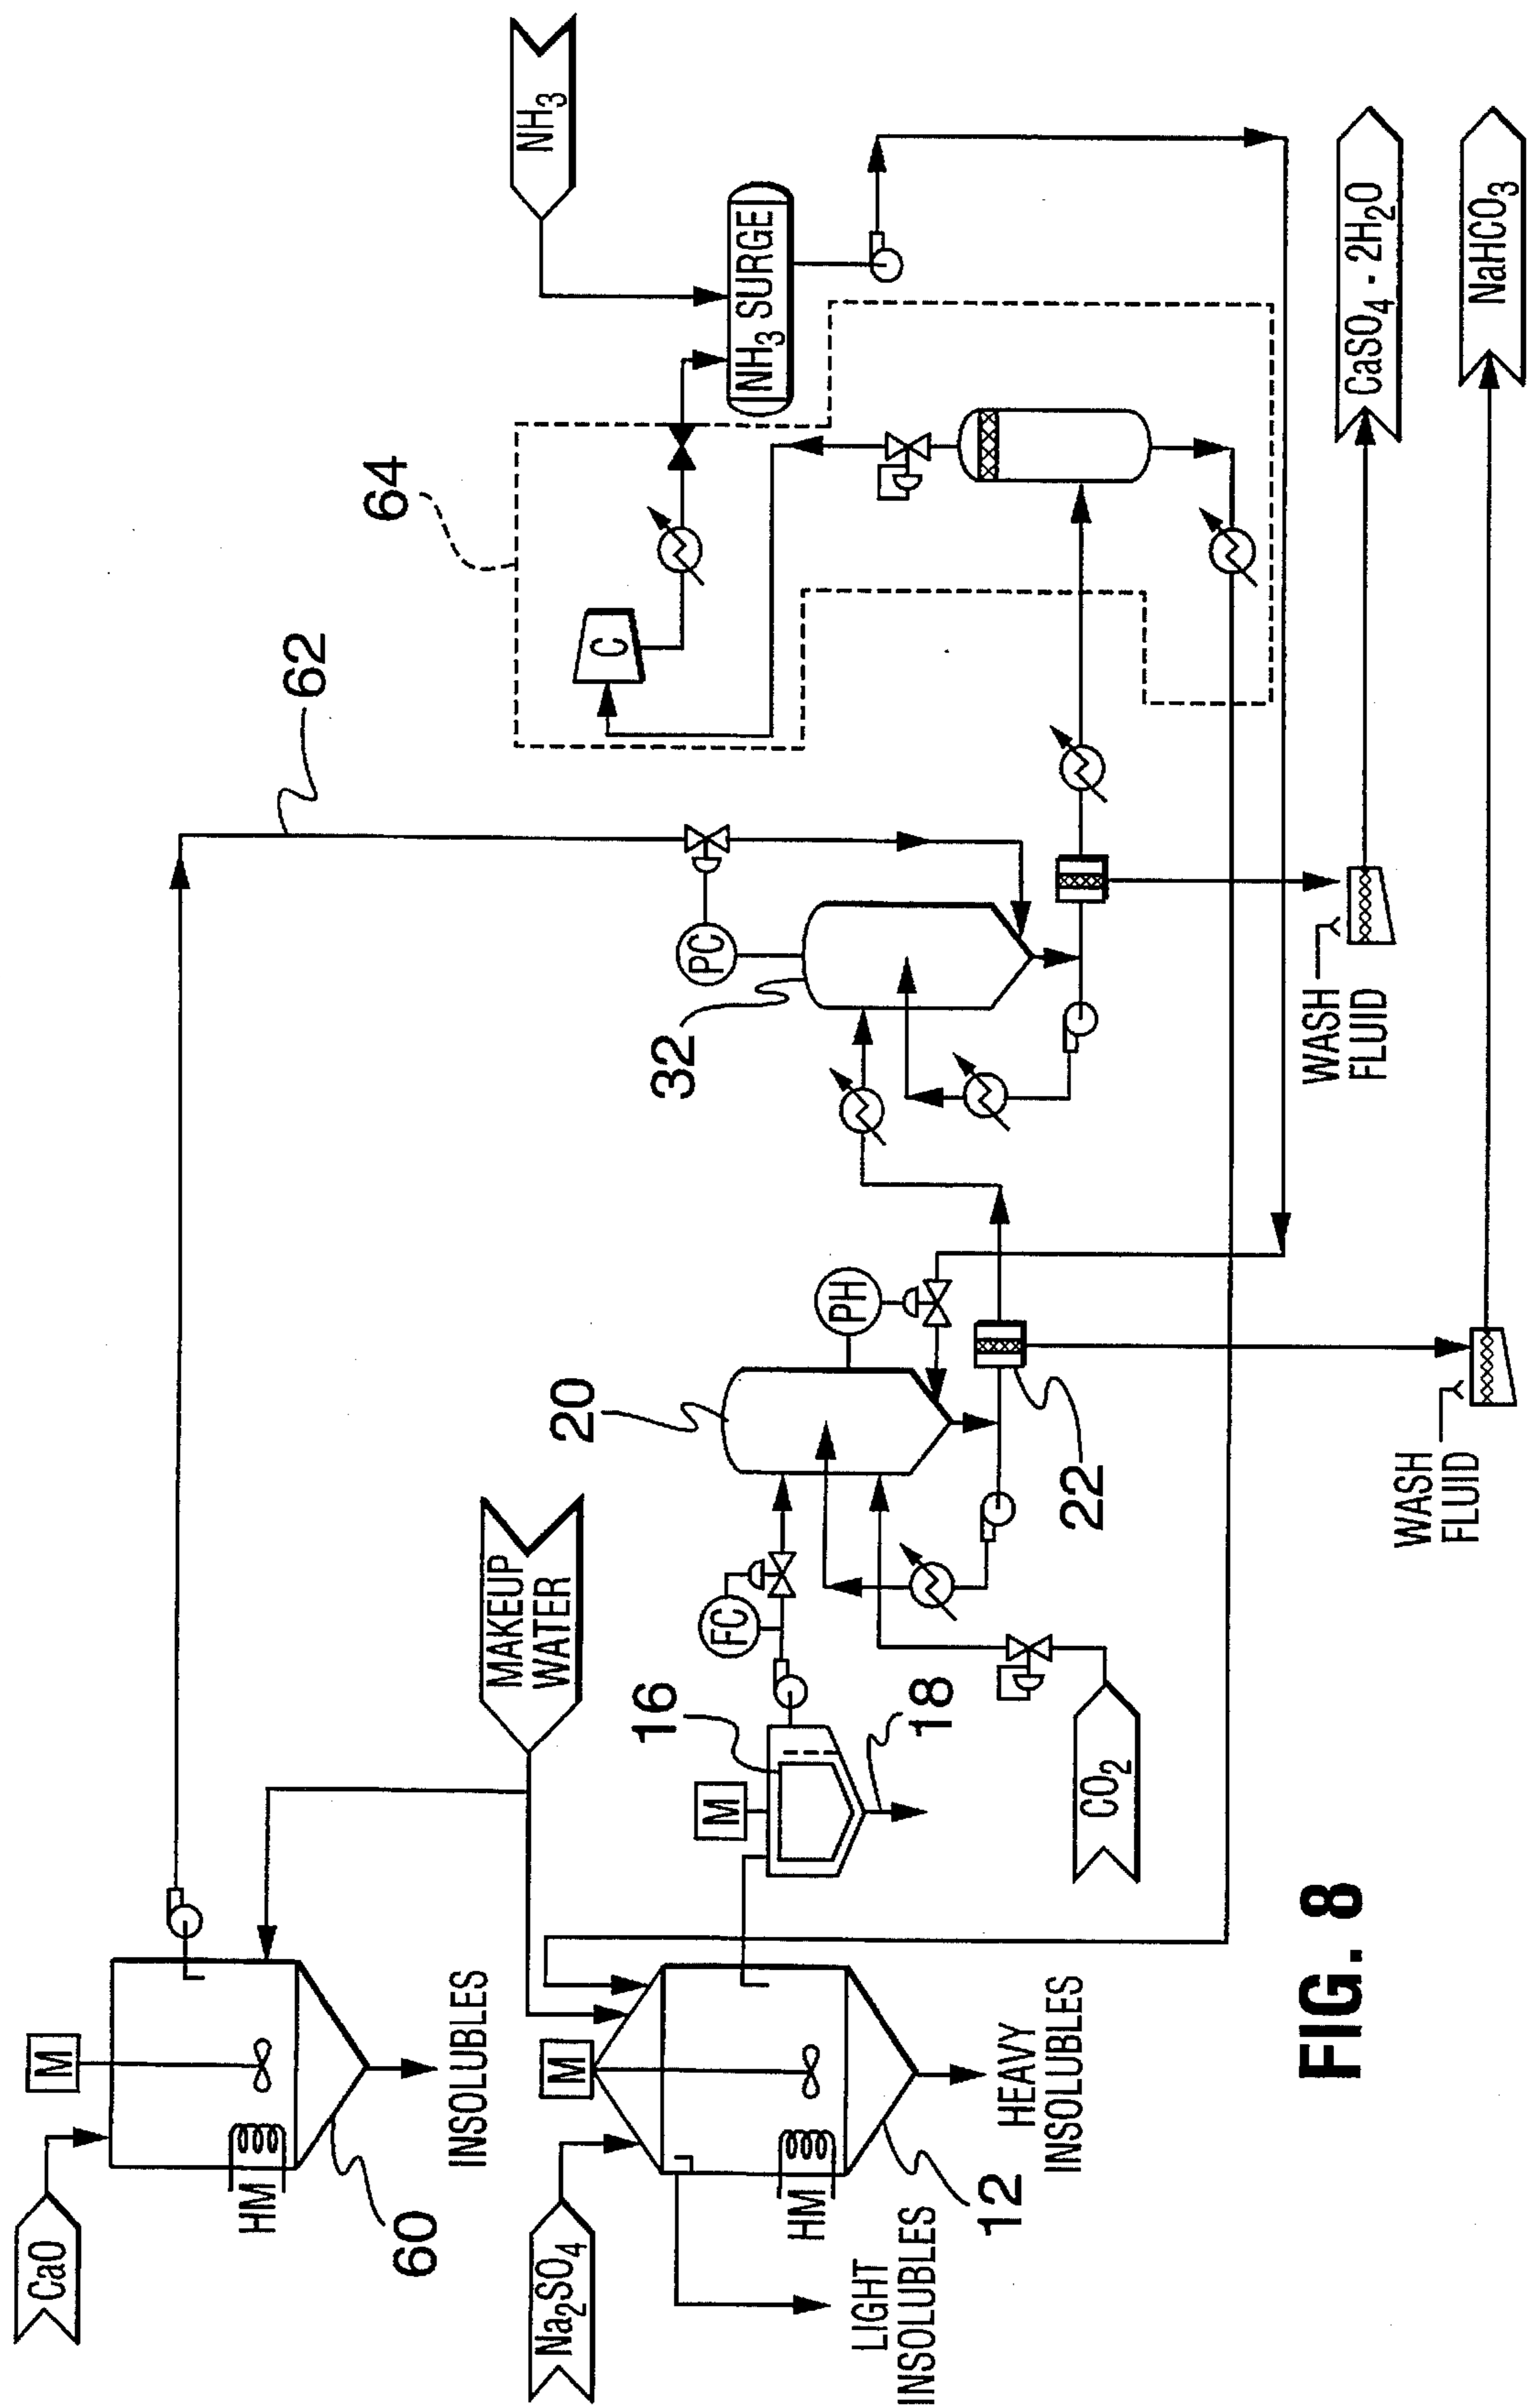 CaO
M
HM
60
INSOLUBLES
62
64
NH3
MAKEUP
WATER
C
NH3 SURGE
Na2SO4
M
HM
12
LIGHT
INSOLUBLES
HEAVY
INSOLUBLES
M
16
18
FC
20
PH
22
CO2
32
PC
WASH
FLUID
CaSO4 - 2H2O
WASH
FLUID
NaHCO3
FIG. 8